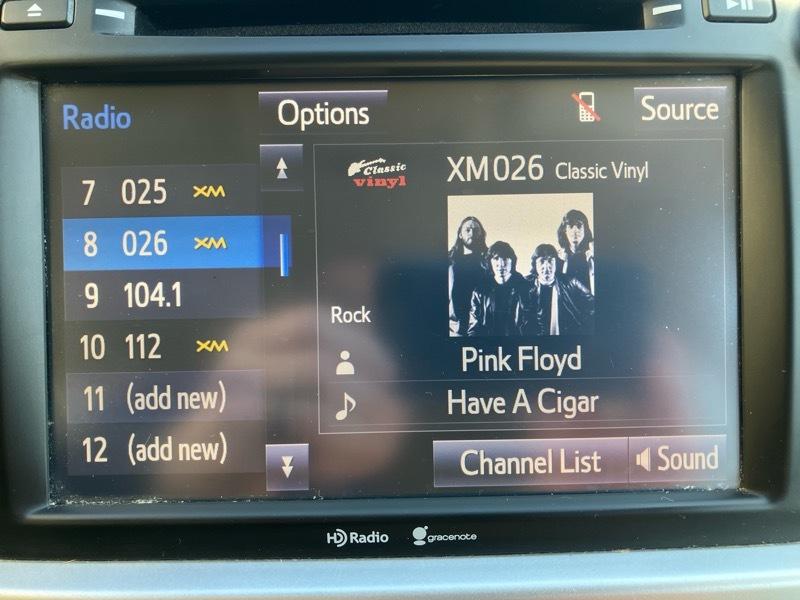 Radio
Options
Source
7 025 XM
8 026 XM
9 104.1
10 112 XM
11 (add new)
12 (add new)
Classic
vinyl
XM026 Classic Vinyl
Rock
Pink Floyd
Have A Cigar
Channel List
Sound
HD Radio
gracenote